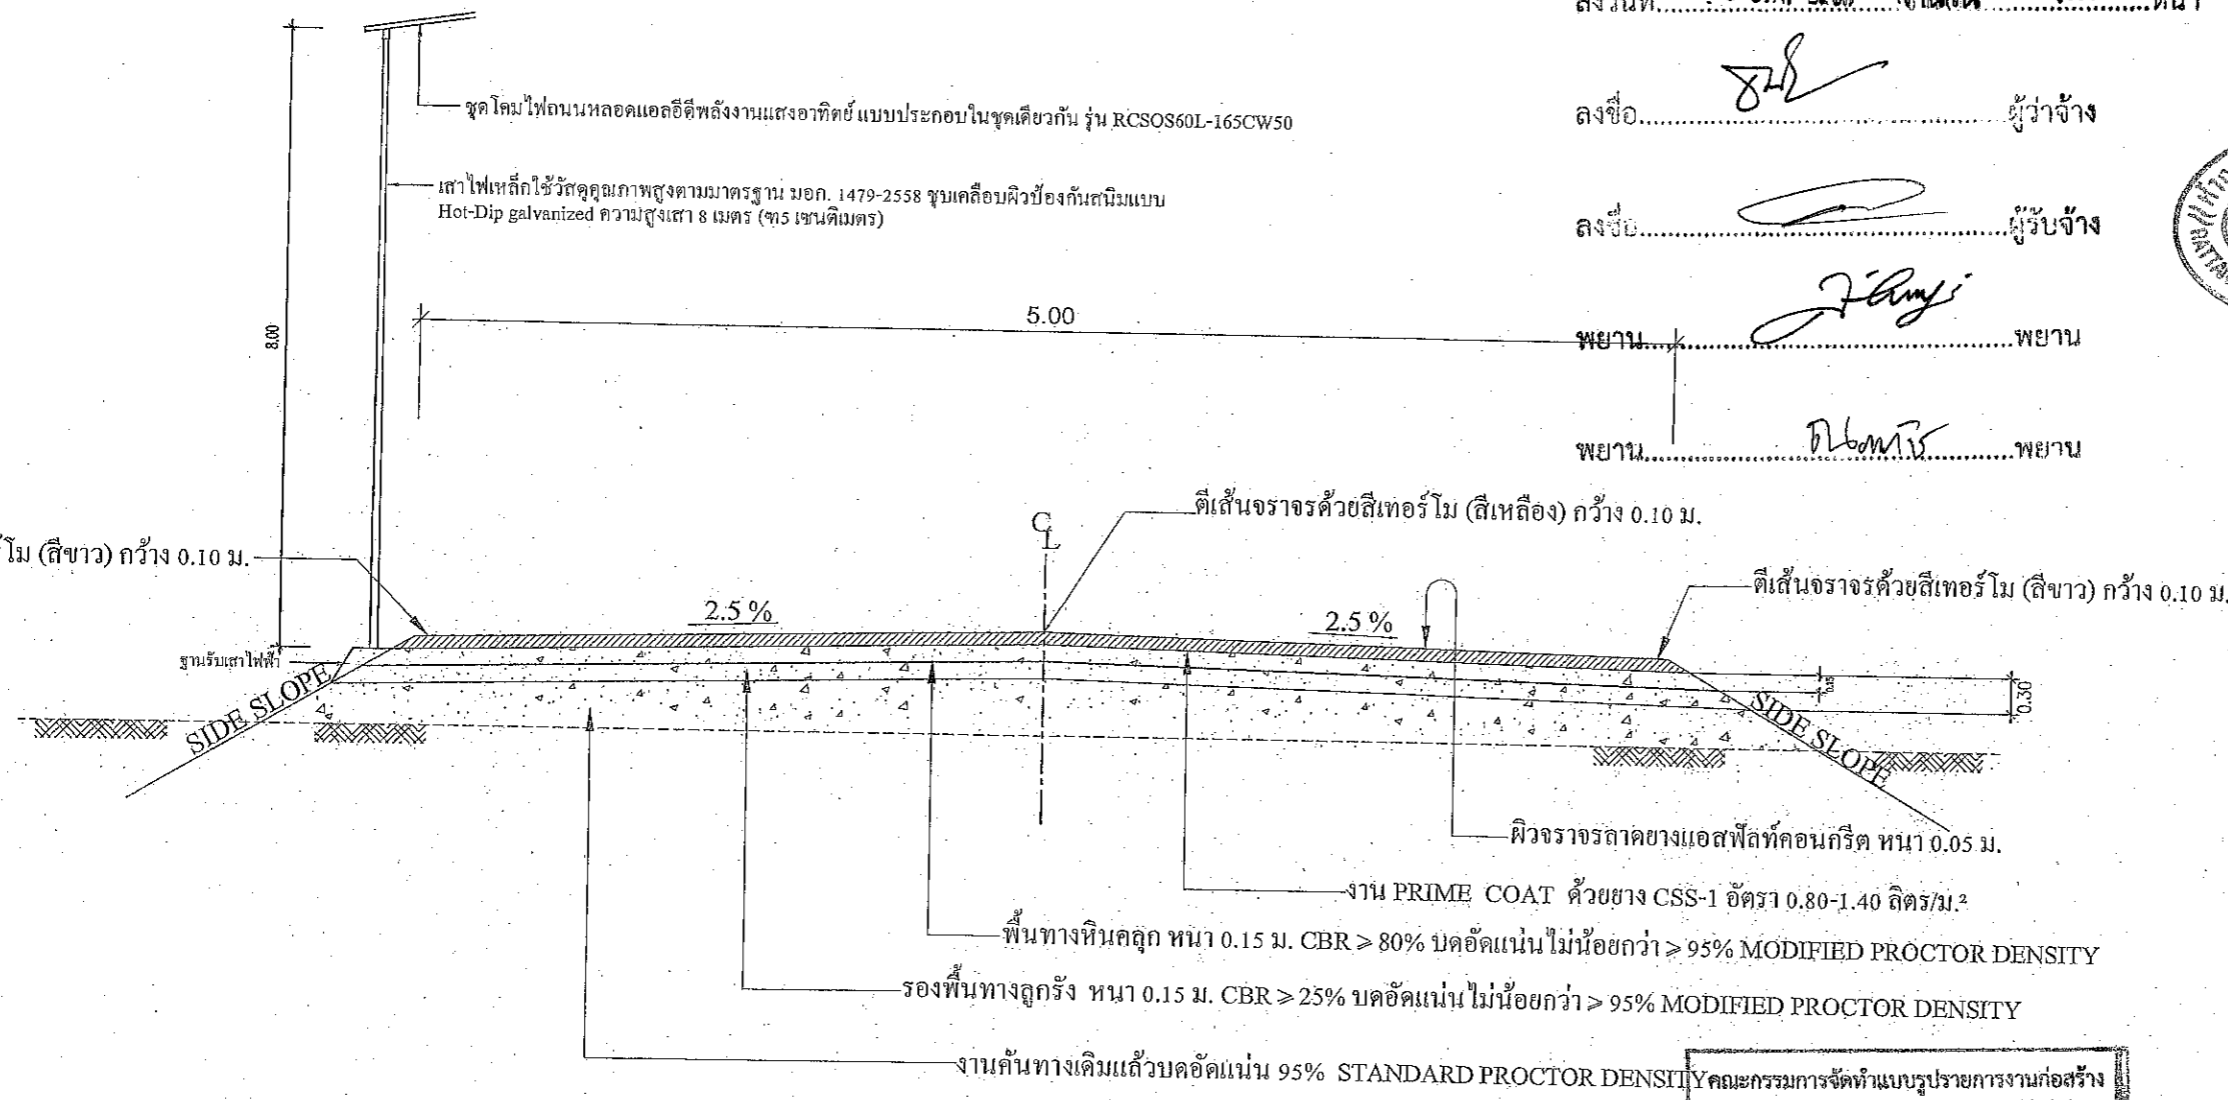 ลงชื่อ........ผู้ว่าจ้าง
ชุดโคมไฟถนนหลอดแอลอีดีพลังงานแสงอาทิตย์ แบบประกอบในชุดเดียวกัน รุ่น RCSOS60L-165CW50
เสาไฟเหล็กใช้วัสดุคุณภาพสูงตามมาตรฐาน มอก. 1479-2558 ชุบเคลือบผิวป้องกันสนิมแบบ
Hot-Dip galvanized ความสูงเสา 8 เมตร (ฑ5 เซนติเมตร)
ลงชื่อ........ผู้รับจ้าง
8.00
5.00
พยาน........พยาน
พยาน........พยาน
ตีเส้นจราจรด้วยสีเทอร์โม (สีเหลือง) กว้าง 0.10 ม.
CL
โม (สีขาว) กว้าง 0.10 ม.
ตีเส้นจราจรด้วยสีเทอร์โม (สีขาว) กว้าง 0.10 ม.
2.5 %
2.5 %
ฐานรับเสาไฟฟ้า
0.15
0.30
SIDE SLOPE
SIDE SLOPE
ผิวจราจรลาดยางแอสฟัลท์คอนกรีต หนา 0.05 ม.
งาน PRIME COAT ด้วยยาง CSS-1 อัตรา 0.80-1.40 ลิตร/ม.²
พื้นทางหินคลุก หนา 0.15 ม. CBR ≥ 80% บดอัดแน่นไม่น้อยกว่า ≥ 95% MODIFIED PROCTOR DENSITY
รองพื้นทางลูกรัง หนา 0.15 ม. CBR ≥ 25% บดอัดแน่นไม่น้อยกว่า ≥ 95% MODIFIED PROCTOR DENSITY
งานคันทางเดิมแล้วบดอัดแน่น 95% STANDARD PROCTOR DENSITY
คณะกรรมการจัดทำแบบรูปรายการงานก่อสร้าง